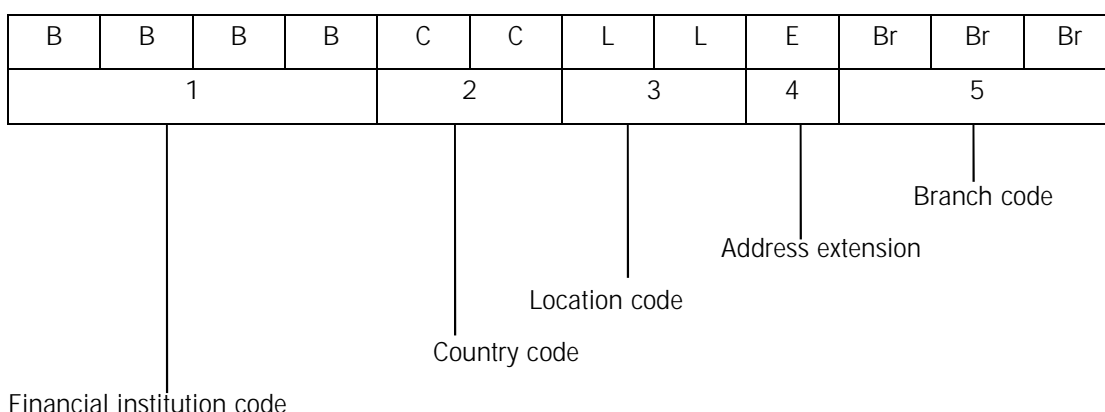 B B B B C C L L E Br Br Br
1 2 3 4 5
Branch code
Address extension
Location code
Country code
Financial institution code